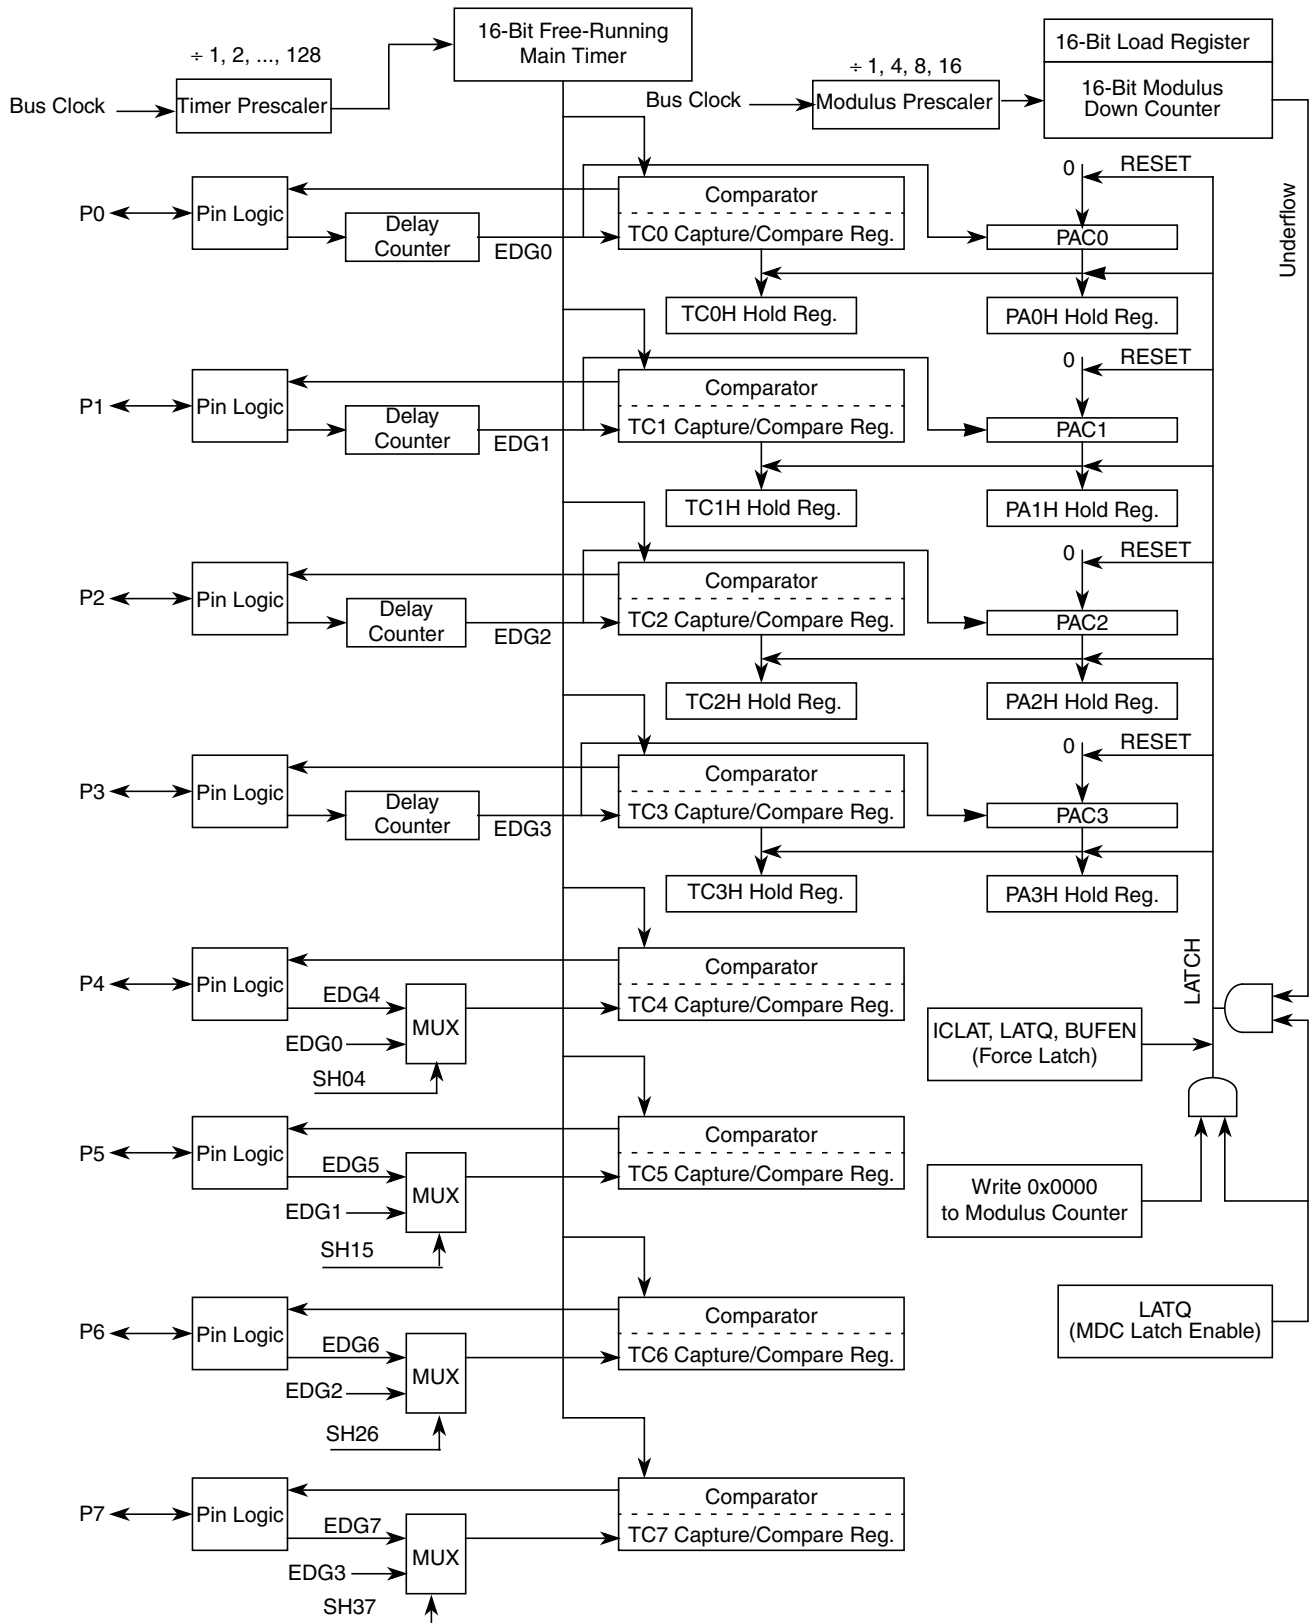 16-Bit Free-Running
Main Timer
16-Bit Load Register
÷ 1, 2, ..., 128
÷ 1, 4, 8, 16
16-Bit Modulus
Down Counter
Bus Clock
Timer Prescaler
Bus Clock
Modulus Prescaler
0
RESET
Underflow
P0
Pin Logic
Delay
Counter
EDG0
Comparator
TC0 Capture/Compare Reg.
PAC0
TC0H Hold Reg.
PA0H Hold Reg.
0
RESET
P1
Pin Logic
Delay
Counter
EDG1
Comparator
TC1 Capture/Compare Reg.
PAC1
TC1H Hold Reg.
PA1H Hold Reg.
0
RESET
P2
Pin Logic
Delay
Counter
EDG2
Comparator
TC2 Capture/Compare Reg.
PAC2
TC2H Hold Reg.
PA2H Hold Reg.
0
RESET
P3
Pin Logic
Delay
Counter
EDG3
Comparator
TC3 Capture/Compare Reg.
PAC3
TC3H Hold Reg.
PA3H Hold Reg.
LATCH
P4
Pin Logic
EDG4
MUX
EDG0
SH04
Comparator
TC4 Capture/Compare Reg.
ICLAT, LATQ, BUFEN
(Force Latch)
P5
Pin Logic
EDG5
MUX
EDG1
SH15
Comparator
TC5 Capture/Compare Reg.
Write 0x0000
to Modulus Counter
P6
Pin Logic
EDG6
MUX
EDG2
SH26
Comparator
TC6 Capture/Compare Reg.
LATQ
(MDC Latch Enable)
P7
Pin Logic
EDG7
MUX
EDG3
SH37
Comparator
TC7 Capture/Compare Reg.